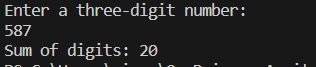 Enter a three-digit number:
587
Sum of digits: 20